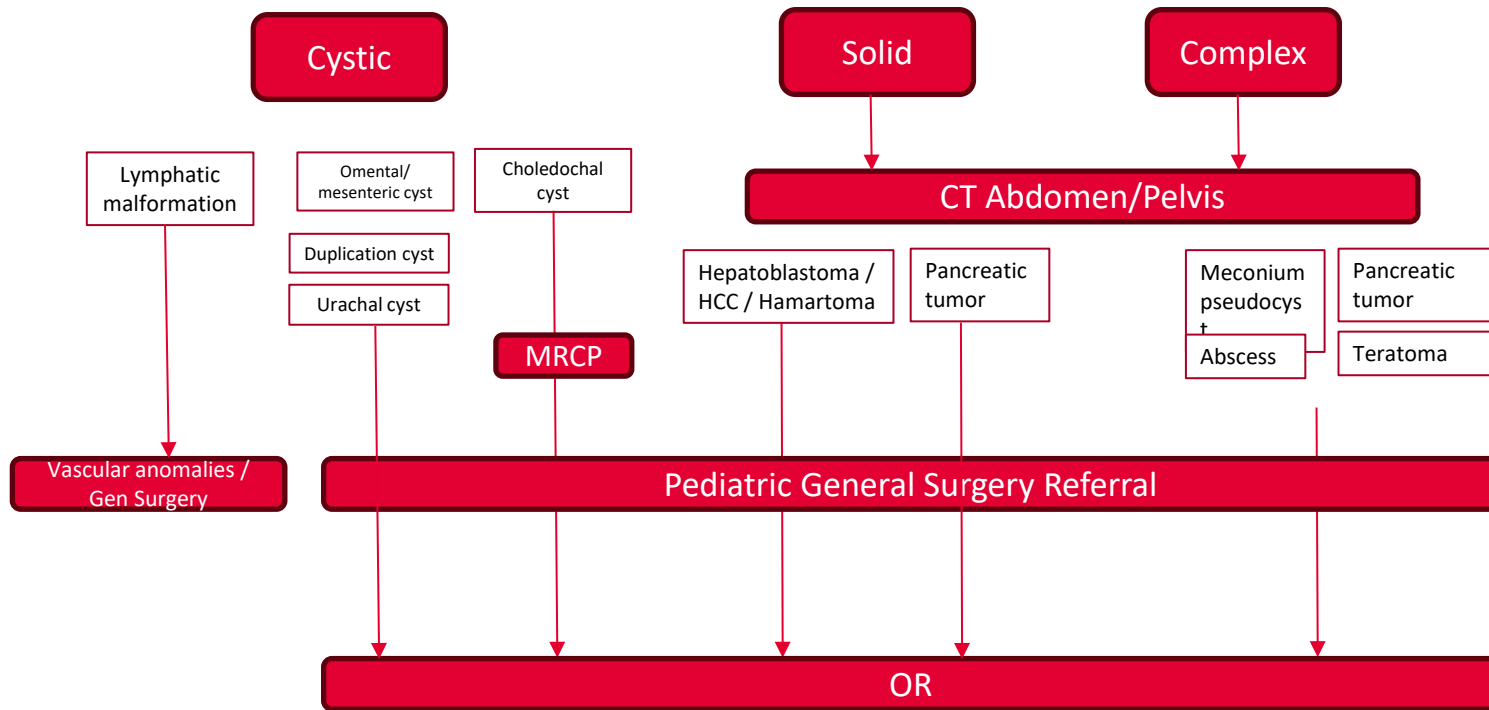 Cystic
Solid
Complex
Lymphatic
malformation
Omental/
mesenteric cyst
Choledochal
cyst
CT Abdomen/Pelvis
Duplication cyst
Urachal cyst
Hepatoblastoma /
HCC / Hamartoma
Pancreatic
tumor
Meconium
pseudocys
t
Pancreatic
tumor
MRCP
Abscess
Teratoma
Vascular anomalies /
Gen Surgery
Pediatric General Surgery Referral
OR